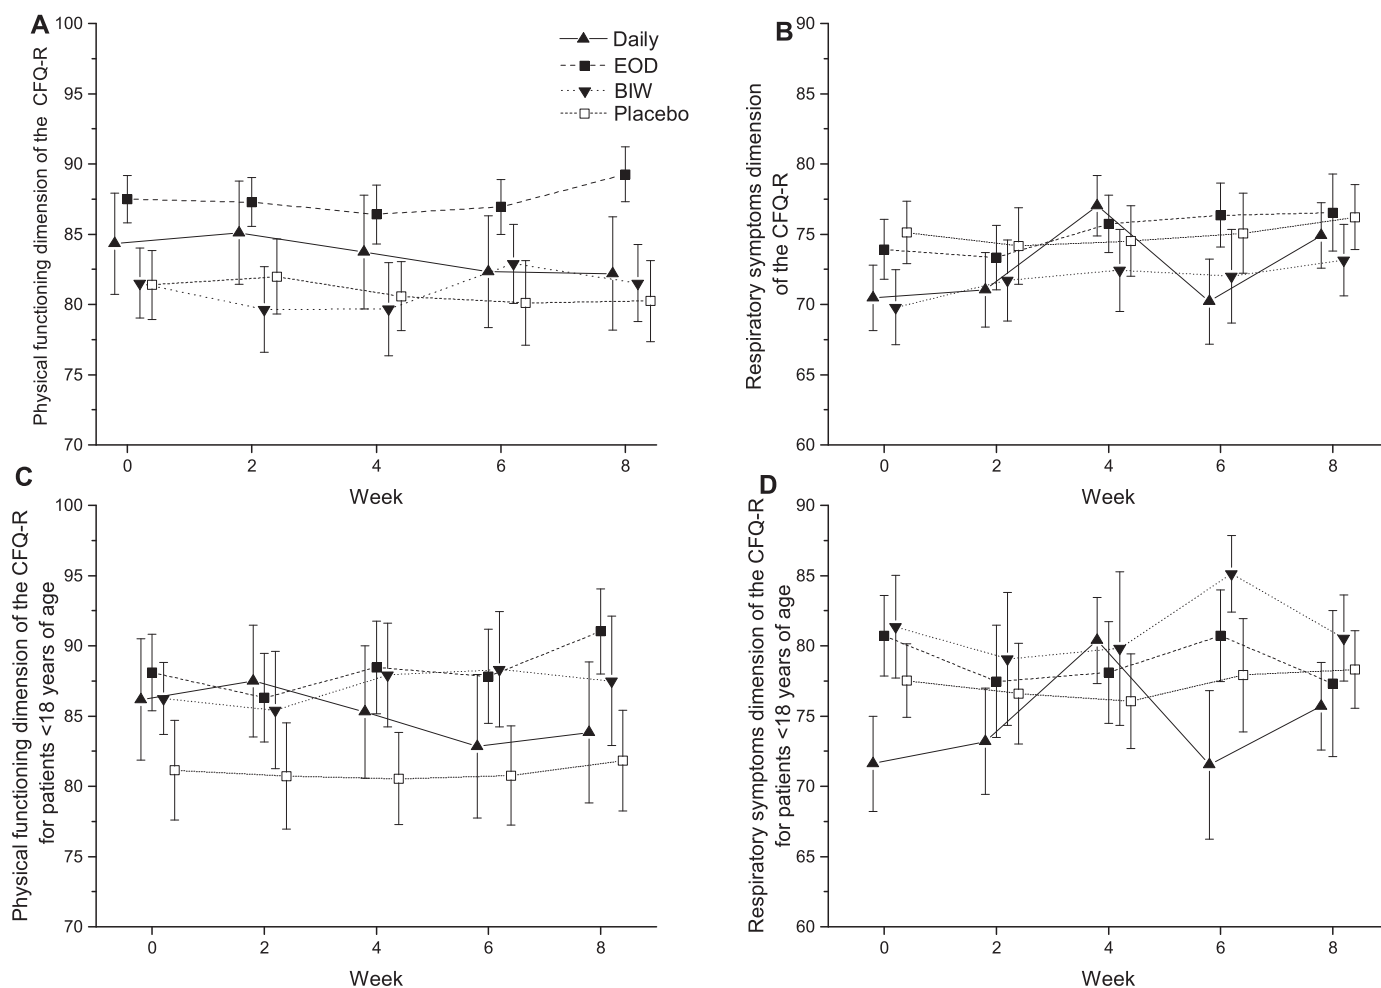 A
Physical functioning dimension of the CFQ-R
100
95
90
85
80
75
70
0 2 4 6 8
Week
Daily
EOD
BIW
Placebo
B
Respiratory symptoms dimension
of the CFQ-R
90
85
80
75
70
65
60
0 2 4 6 8
Week
C
Physical functioning dimension of the CFQ-R
for patients <18 years of age
100
95
90
85
80
75
70
0 2 4 6 8
Week
D
Respiratory symptoms dimension of the CFQ-R
for patients <18 years of age
90
85
80
75
70
65
60
0 2 4 6 8
Week